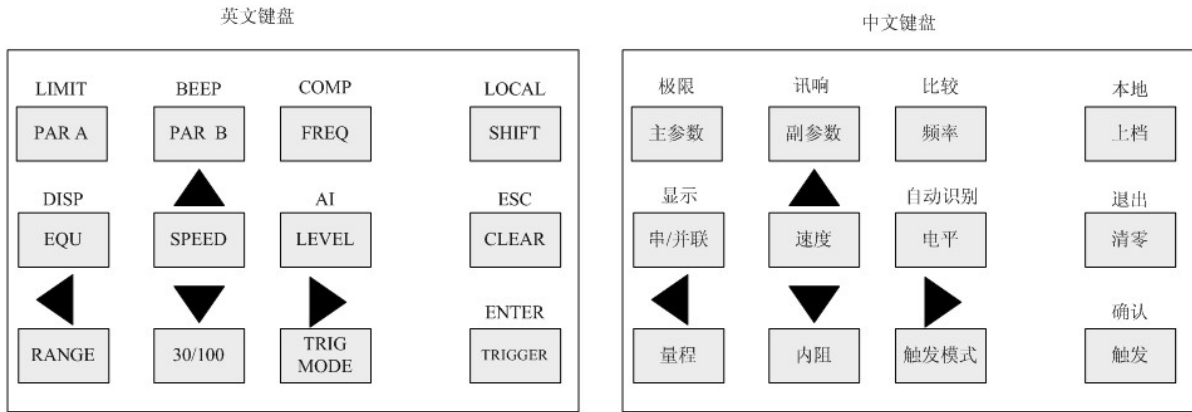 英文键盘
LIMIT BEEP COMP LOCAL
PAR A PAR B FREQ SHIFT
DISP AI ESC
EQU SPEED LEVEL CLEAR
ENTER
RANGE 30/100 TRIG MODE TRIGGER
中文键盘
极限 讯响 比较 本地
主参数 副参数 频率 上档
显示 自动识别 退出
串/并联 速度 电平 清零
确认
量程 内阻 触发模式 触发